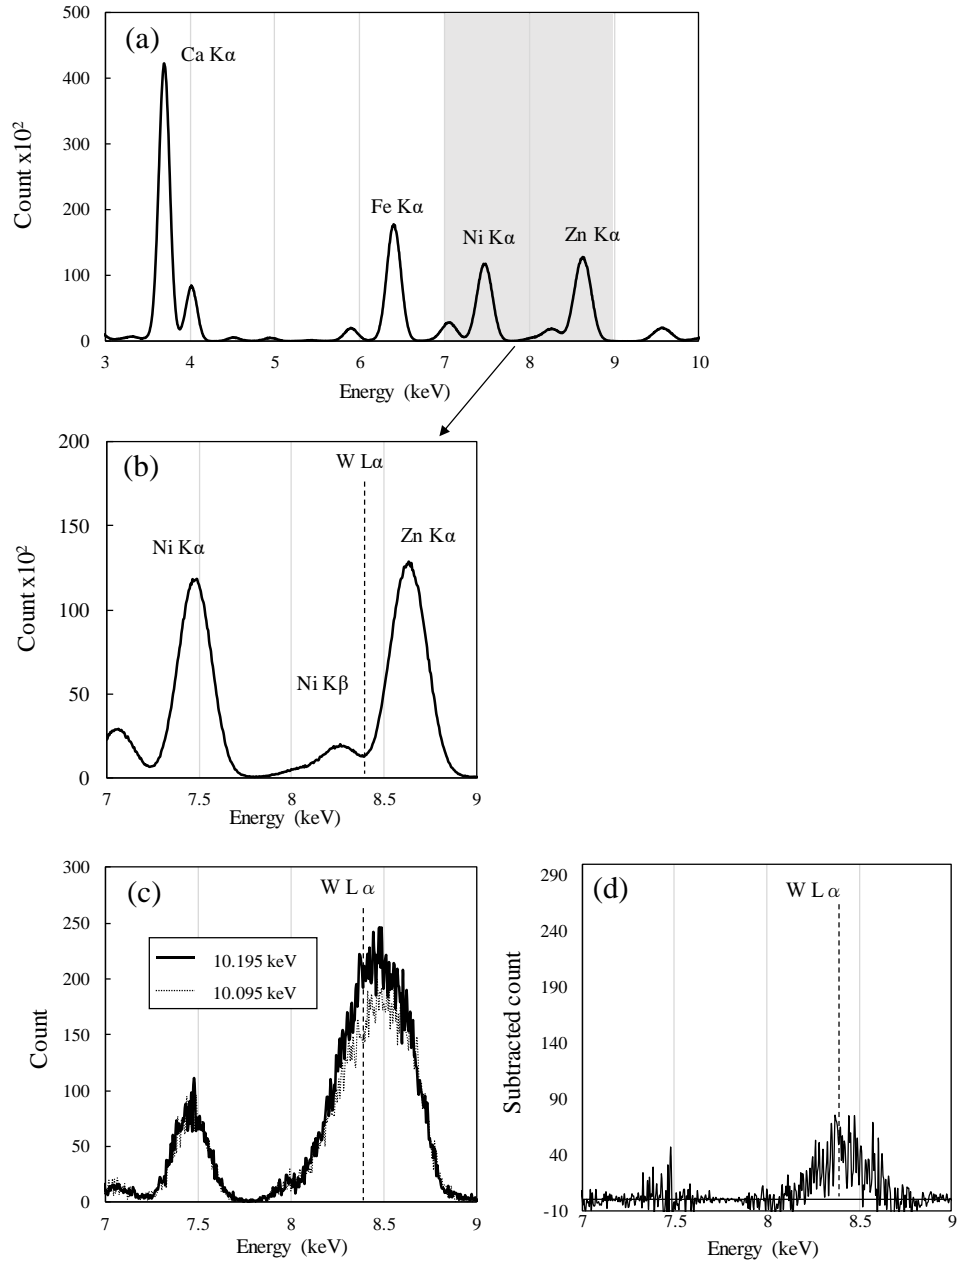 (a)
Ca Kα
Fe Kα
Ni Kα
Zn Kα
500
400
300
200
100
0
Count x10²
3 4 5 6 7 8 9 10
Energy (keV)
(b)
W Lα
Ni Kα
Zn Kα
Ni Kβ
200
150
100
50
0
Count x10²
7 7.5 8 8.5 9
Energy (keV)
(c)
W L α
10.195 keV
10.095 keV
300
250
200
150
100
50
0
Count
7 7.5 8 8.5 9
Energy (keV)
(d)
W L α
290
240
190
140
90
40
-10
Subtracted count
7 7.5 8 8.5 9
Energy (keV)